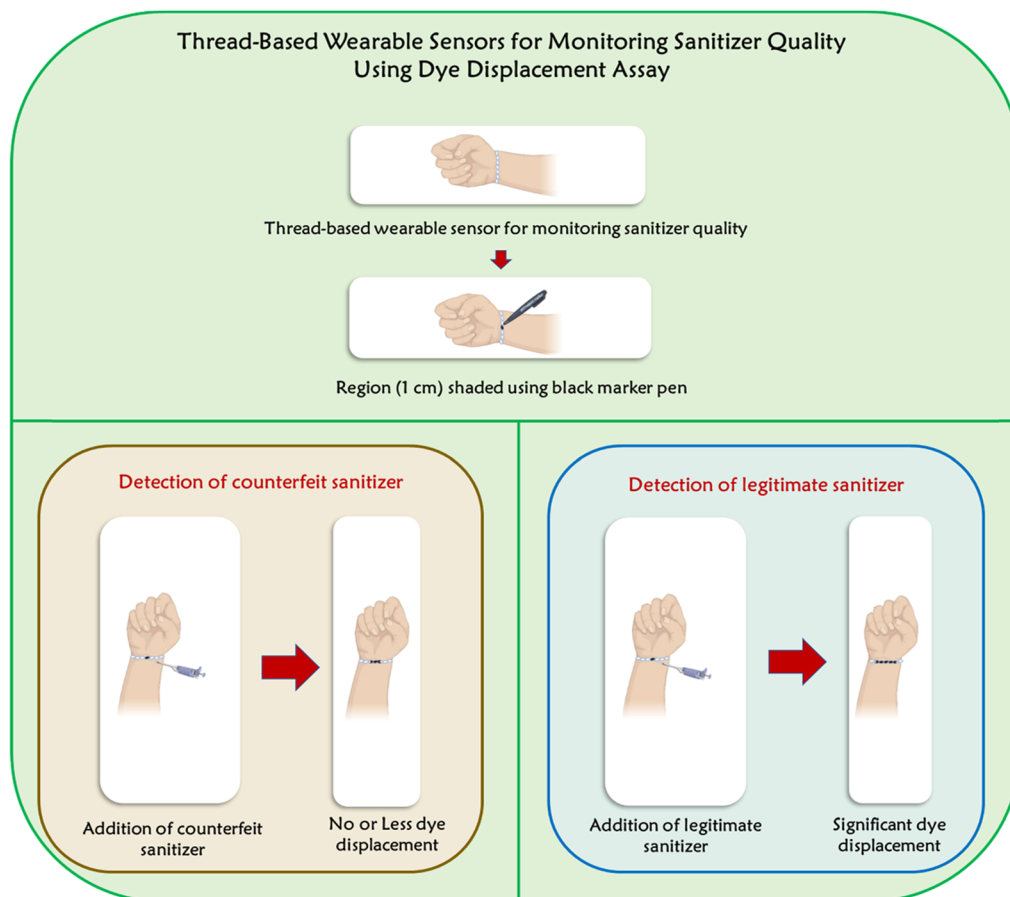 Thread-Based Wearable Sensors for Monitoring Sanitizer Quality
Using Dye Displacement Assay
Thread-based wearable sensor for monitoring sanitizer quality
Region (1 cm) shaded using black marker pen
Detection of counterfeit sanitizer
Addition of counterfeit
sanitizer
No or Less dye
displacement
Detection of legitimate sanitizer
Addition of legitimate
sanitizer
Significant dye
displacement